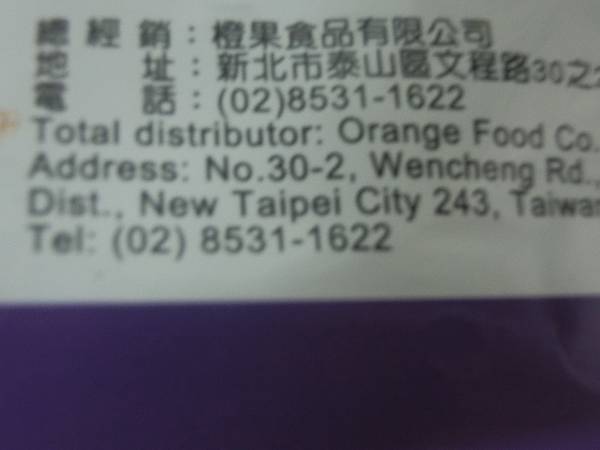 總經銷：橙果食品有限公司
地址：新北市泰山區文程路30之2
電話：(02)8531-1622
Total distributor: Orange Food Co.
Address: No.30-2, Wencheng Rd.,
Dist., New Taipei City 243, Taiwan
Tel: (02) 8531-1622